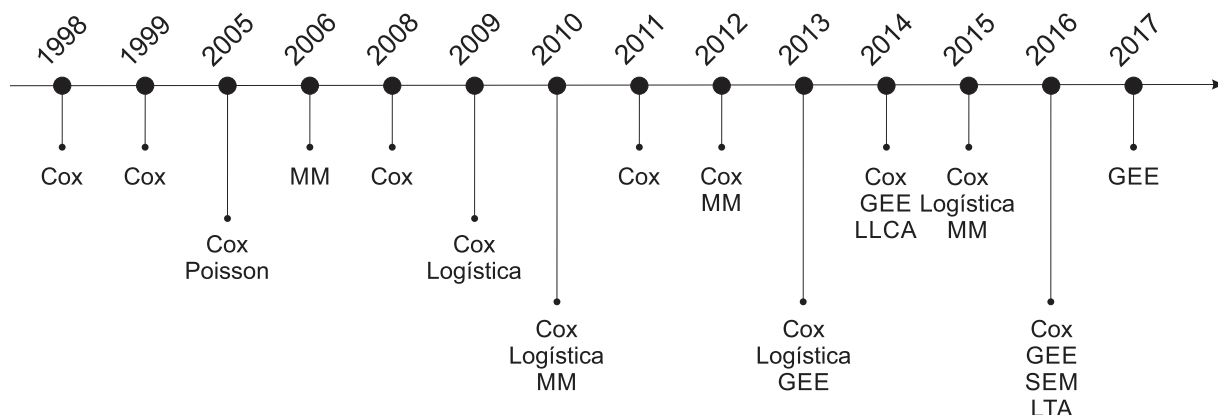 1998
1999
2005
2006
2008
2009
2010
2011
2012
2013
2014
2015
2016
2017
Cox
Cox
Cox
Poisson
MM
Cox
Cox
Logística
Cox
Logística
MM
Cox
Cox
MM
Cox
Logística
GEE
Cox
GEE
LLCA
Cox
Logística
MM
Cox
GEE
SEM
LTA
GEE